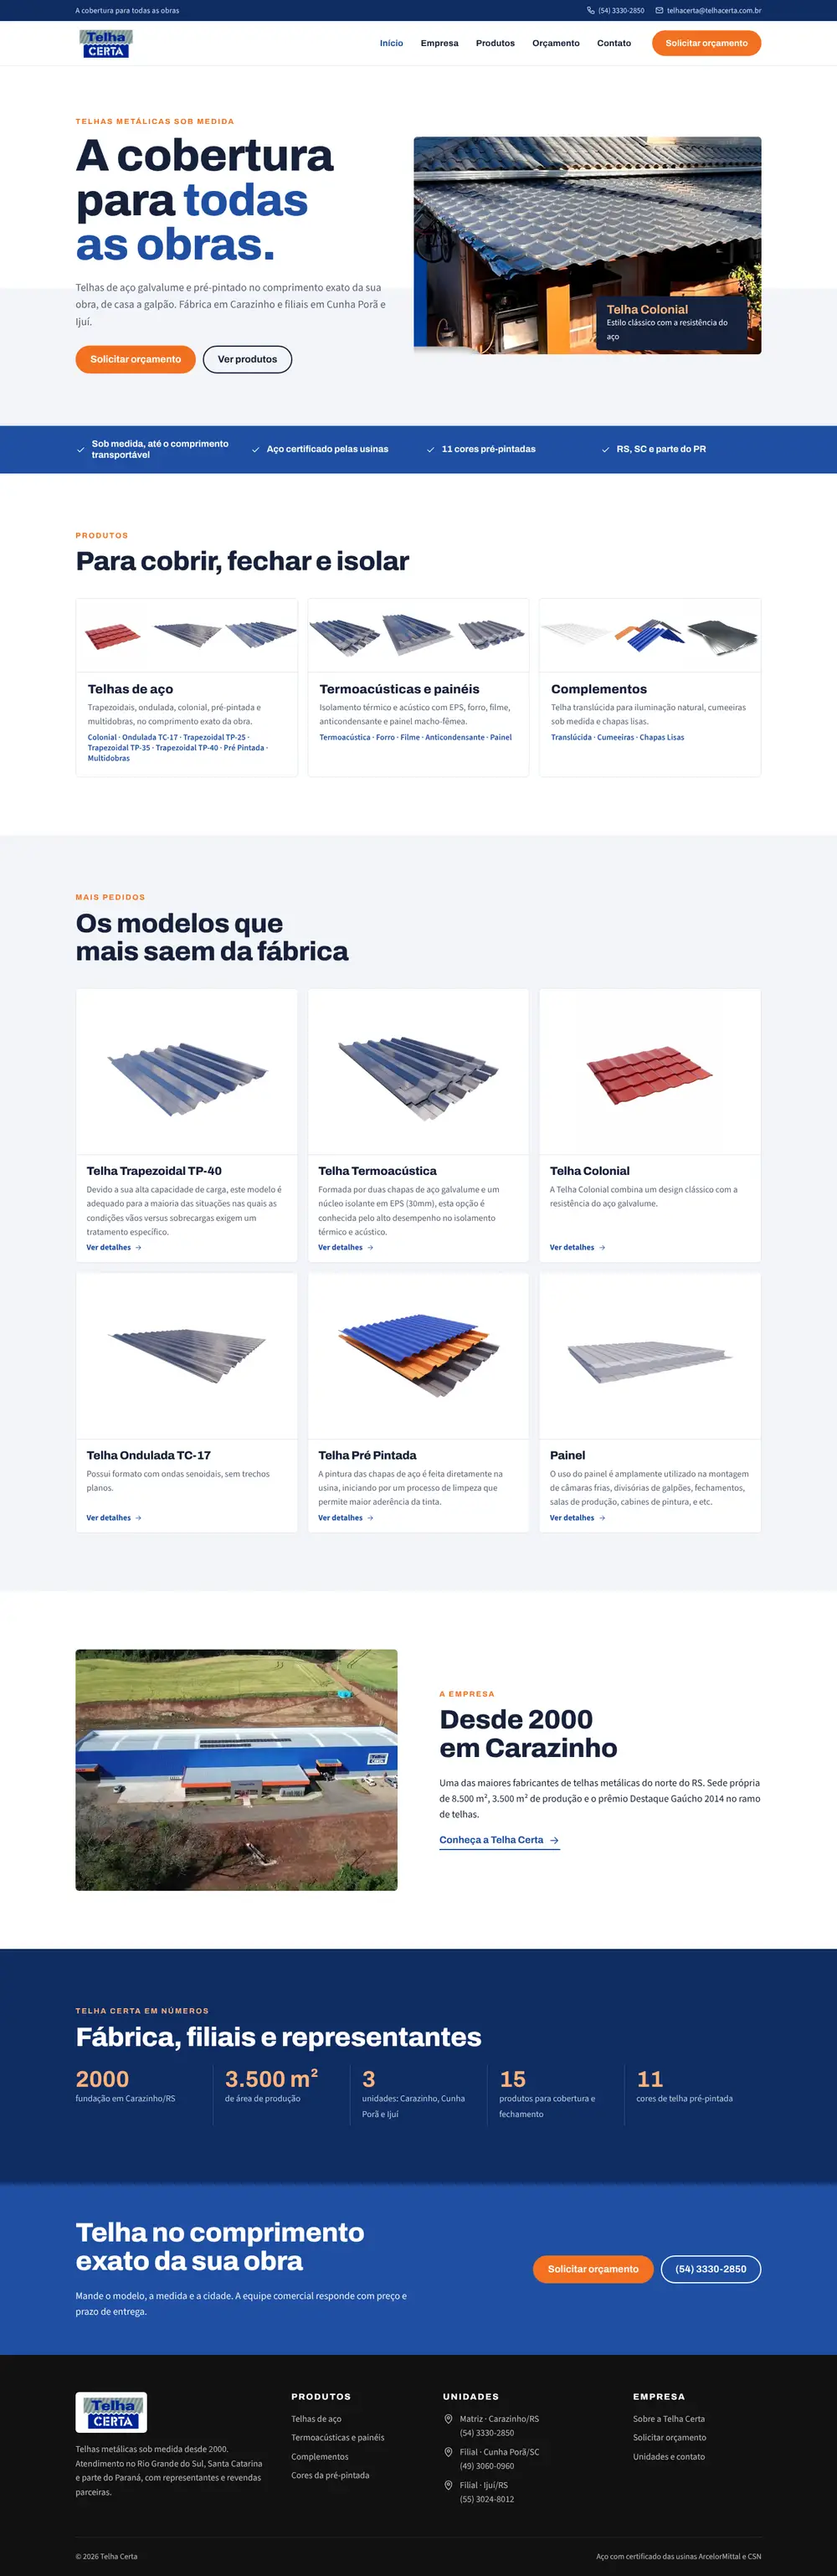 A cobertura para todas as obras
(54) 3330-2850
telhacerta@telhacerta.com.br
Telha
CERTA
Início
Empresa
Produtos
Orçamento
Contato
Solicitar orçamento
TELHAS METÁLICAS SOB MEDIDA
A cobertura
para todas
as obras.
Telhas de aço galvalume e pré-pintado no comprimento exato da sua
obra, de casa a galpão. Fábrica em Carazinho e filiais em Cunha Porã e
Ijuí.
Solicitar orçamento
Ver produtos
Telha Colonial
Estilo clássico com a resistência do
aço
Sob medida, até o comprimento
transportável
Aço certificado pelas usinas
11 cores pré-pintadas
RS, SC e parte do PR
PRODUTOS
Para cobrir, fechar e isolar
Telhas de aço
Trapezoidais, ondulada, colonial, pré-pintada e
multidobras, no comprimento exato da obra.
Colonial · Ondulada TC-17 · Trapezoidal TP-25 ·
Trapezoidal TP-35 · Trapezoidal TP-40 · Pré Pintada ·
Multidobras
Termoacústicas e painéis
Isolamento térmico e acústico com EPS, forro, filme,
anticondensante e painel macho-fêmea.
Termoacústica · Forro · Filme · Anticondensante · Painel
Complementos
Telha translúcida para iluminação natural, cumeeiras
sob medida e chapas lisas.
Translúcida · Cumeeiras · Chapas Lisas
MAIS PEDIDOS
Os modelos que
mais saem da fábrica
Telha Trapezoidal TP-40
Devido a sua alta capacidade de carga, este modelo é
adequado para a maioria das situações nas quais as
condições vãos versus sobrecargas exigem um
tratamento específico.
Ver detalhes
Telha Termoacústica
Formada por duas chapas de aço galvalume e um
núcleo isolante em EPS (30mm), esta opção é
conhecida pelo alto desempenho no isolamento
térmico e acústico.
Ver detalhes
Telha Colonial
A Telha Colonial combina um design clássico com a
resistência do aço galvalume.
Ver detalhes
Telha Ondulada TC-17
Possui formato com ondas senoidais, sem trechos
planos.
Ver detalhes
Telha Pré Pintada
A pintura das chapas de aço é feita diretamente na
usina, iniciando por um processo de limpeza que
permite maior aderência da tinta.
Ver detalhes
Painel
O uso do painel é amplamente utilizado na montagem
de câmaras frias, divisórias de galpões, fechamentos,
salas de produção, cabines de pintura, e etc.
Ver detalhes
Telha
CERTA
A EMPRESA
Desde 2000
em Carazinho
Uma das maiores fabricantes de telhas metálicas do norte do RS. Sede própria
de 8.500 m², 3.500 m² de produção e o prêmio Destaque Gaúcho 2014 no ramo
de telhas.
Conheça a Telha Certa
TELHA CERTA EM NÚMEROS
Fábrica, filiais e representantes
2000
fundação em Carazinho/RS
3.500 m²
de área de produção
3
unidades: Carazinho, Cunha
Porã e Ijuí
15
produtos para cobertura e
fechamento
11
cores de telha pré-pintada
Telha no comprimento
exato da sua obra
Mande o modelo, a medida e a cidade. A equipe comercial responde com preço e
prazo de entrega.
Solicitar orçamento
(54) 3330-2850
Telha
CERTA
Telhas metálicas sob medida desde 2000.
Atendimento no Rio Grande do Sul, Santa Catarina
e parte do Paraná, com representantes e revendas
parceiras.
PRODUTOS
Telhas de aço
Termoacústicas e painéis
Complementos
Cores da pré-pintada
UNIDADES
Matriz · Carazinho/RS
(54) 3330-2850
Filial · Cunha Porã/SC
(49) 3060-0960
Filial · Ijuí/RS
(55) 3024-8012
EMPRESA
Sobre a Telha Certa
Solicitar orçamento
Unidades e contato
© 2026 Telha Certa
Aço com certificado das usinas ArcelorMittal e CSN